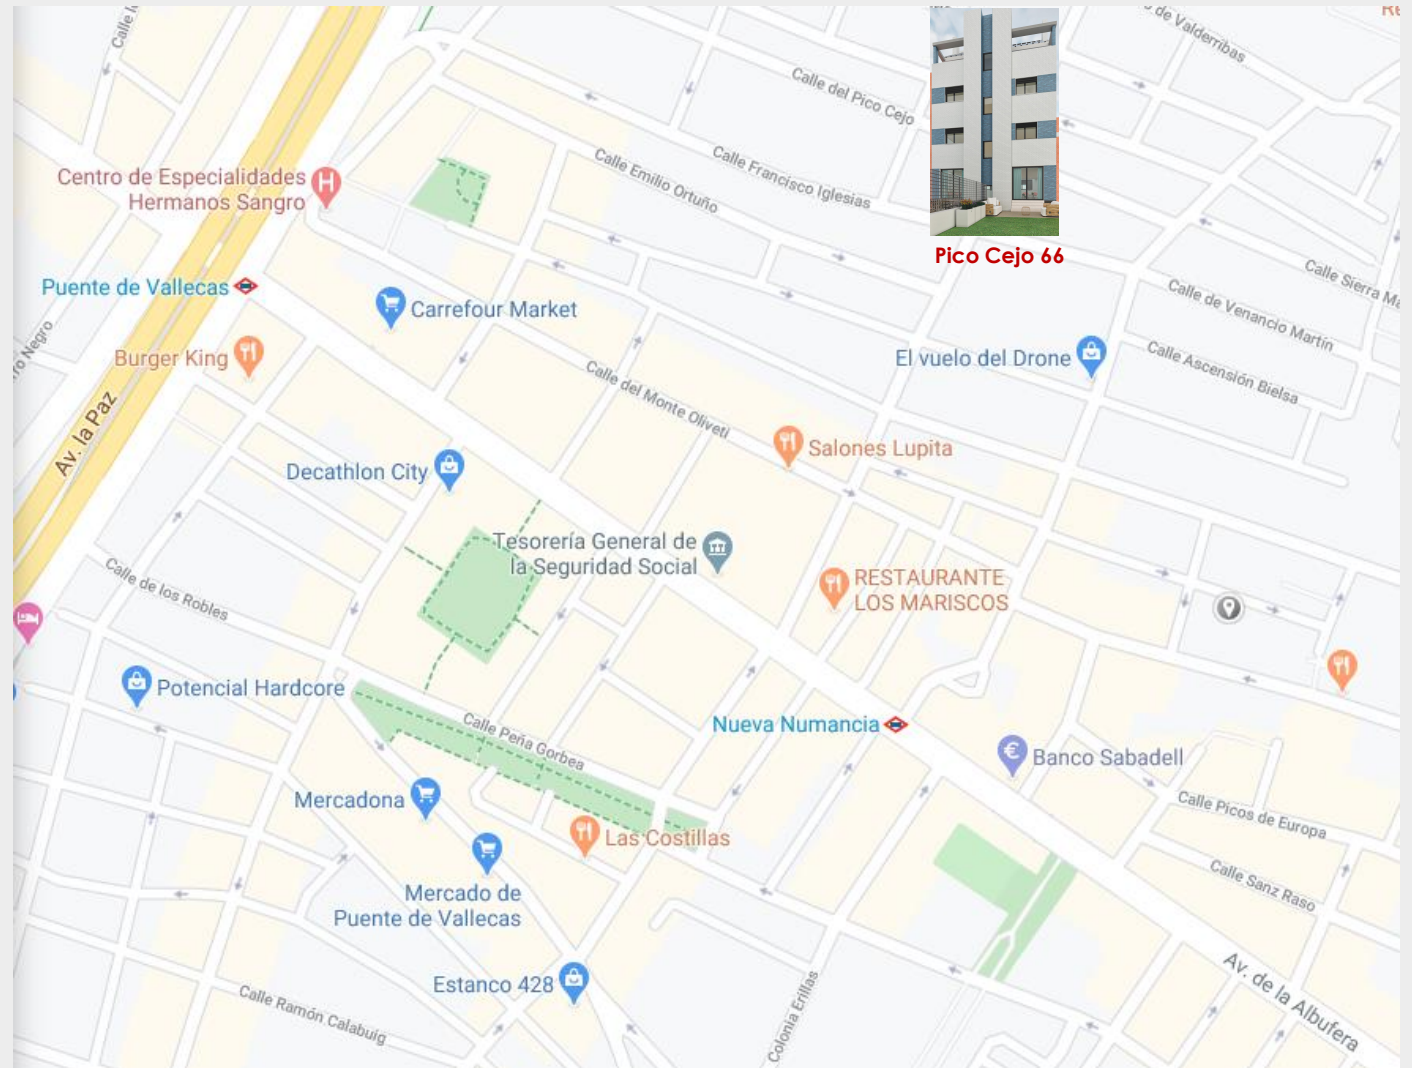 de Valderribas
Calle del Pico Cejo
Calle Francisco Iglesias
Calle Emilio Ortuño
Centro de Especialidades
Hermanos Sangro
Pico Cejo 66
Puente de Vallecas
Carrefour Market
Calle de Venancio Martín
Burger King
El vuelo del Drone
Calle Ascensión Bielsa
Calle del Monte Oliveti
Av. la Paz
Salones Lupita
Decathlon City
Tesorería General de
la Seguridad Social
RESTAURANTE
LOS MARISCOS
Calle de los Robles
Potencial Hardcore
Nueva Numancia
Calle Peña Gorbea
Banco Sabadell
Mercadona
Calle Picos de Europa
Las Costillas
Calle Sanz Raso
Mercado de
Puente de Vallecas
Estanco 428
Av. de la Albufera
Calle Ramón Calabuig
Colonia Erillas